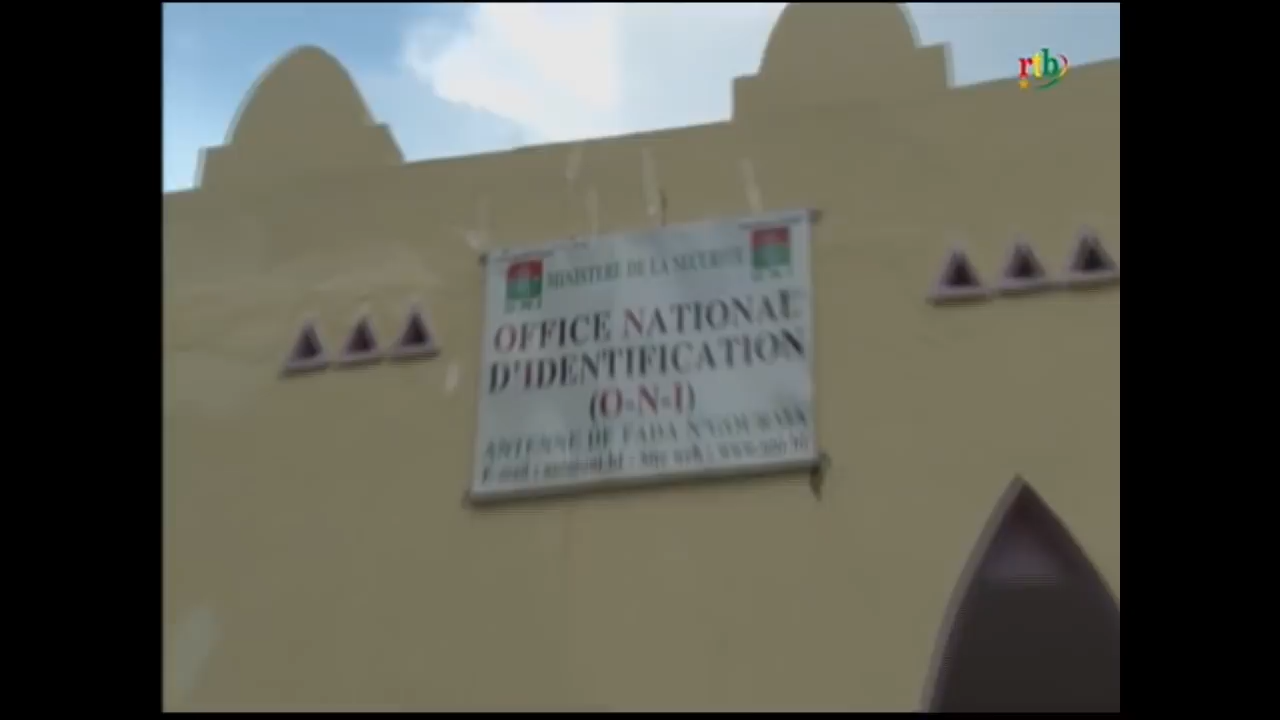 rtb
MINISTERE DE LA SECURITE
OFFICE NATIONAL
D'IDENTIFICATION
(O-N-I)
ANTENNE DE FADA N'GOURMA